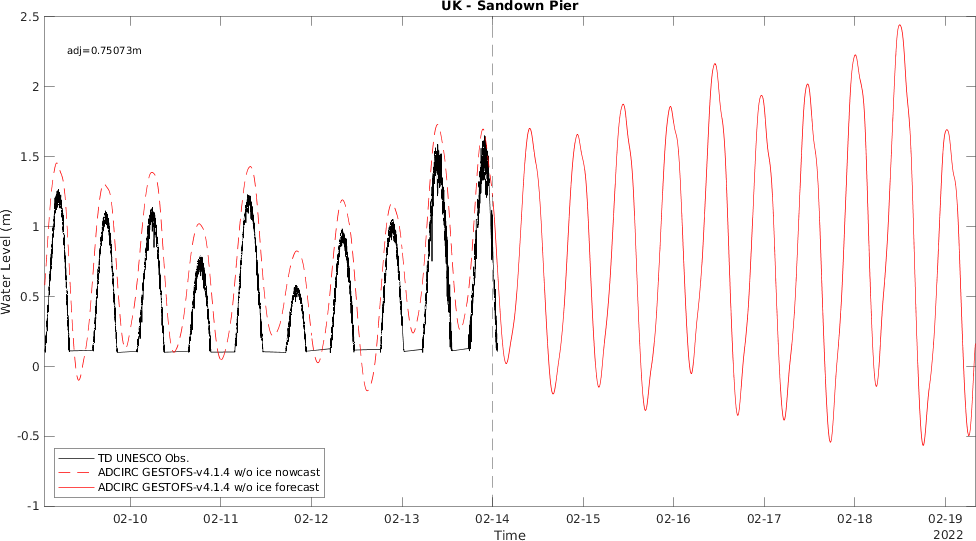 UK - Sandown Pier
2.5
adj=0.75073m
2
1.5
1
0.5
0
-0.5
-1
Water Level (m)
TD UNESCO Obs.
ADCIRC GESTOFS-v4.1.4 w/o ice nowcast
ADCIRC GESTOFS-v4.1.4 w/o ice forecast
02-10 02-11 02-12 02-13 02-14 02-15 02-16 02-17 02-18 02-19
Time
2022